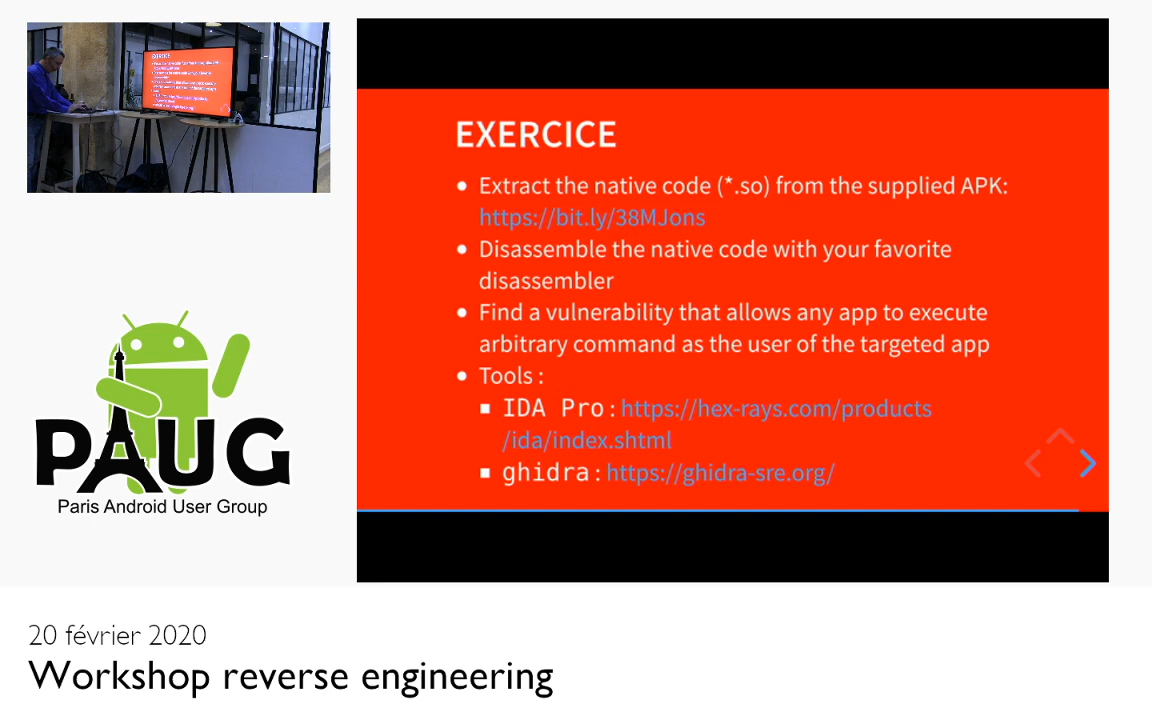 EXERCICE
• Extract the native code (*.so) from the supplied APK:
https://bit.ly/38MJons
• Disassemble the native code with your favorite
disassembler
• Find a vulnerability that allows any app to execute
arbitrary command as the user of the targeted app
• Tools :
▪ IDA Pro : https://hex-rays.com/products
/ida/index.shtml
▪ ghidra : https://ghidra-sre.org/
EXERCICE
PAUG
Paris Android User Group
20 février 2020
Workshop reverse engineering